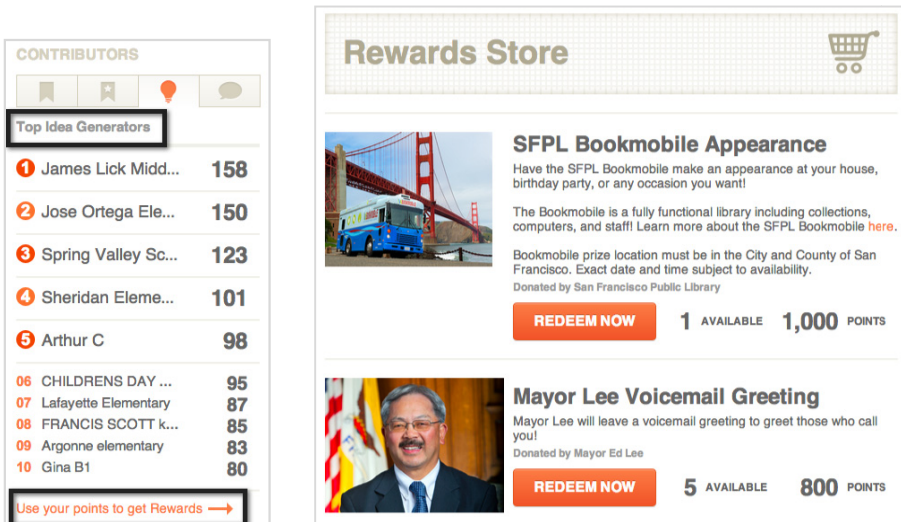 CONTRIBUTORS
Top Idea Generators
1 James Lick Midd... 158
2 Jose Ortega Ele... 150
3 Spring Valley Sc... 123
4 Sheridan Eleme... 101
5 Arthur C 98
06 CHILDRENS DAY ... 95
07 Lafayette Elementary 87
08 FRANCIS SCOTT k... 85
09 Argonne elementary 83
10 Gina B1 80
Use your points to get Rewards →
Rewards Store
SFPL Bookmobile Appearance
Have the SFPL Bookmobile make an appearance at your house,
birthday party, or any occasion you want!
The Bookmobile is a fully functional library including collections,
computers, and staff! Learn more about the SFPL Bookmobile here.
Bookmobile prize location must be in the City and County of San
Francisco. Exact date and time subject to availability.
Donated by San Francisco Public Library
REDEEM NOW 1 AVAILABLE 1,000 POINTS
Mayor Lee Voicemail Greeting
Mayor Lee will leave a voicemail greeting to greet those who call
you!
Donated by Mayor Ed Lee
REDEEM NOW 5 AVAILABLE 800 POINTS